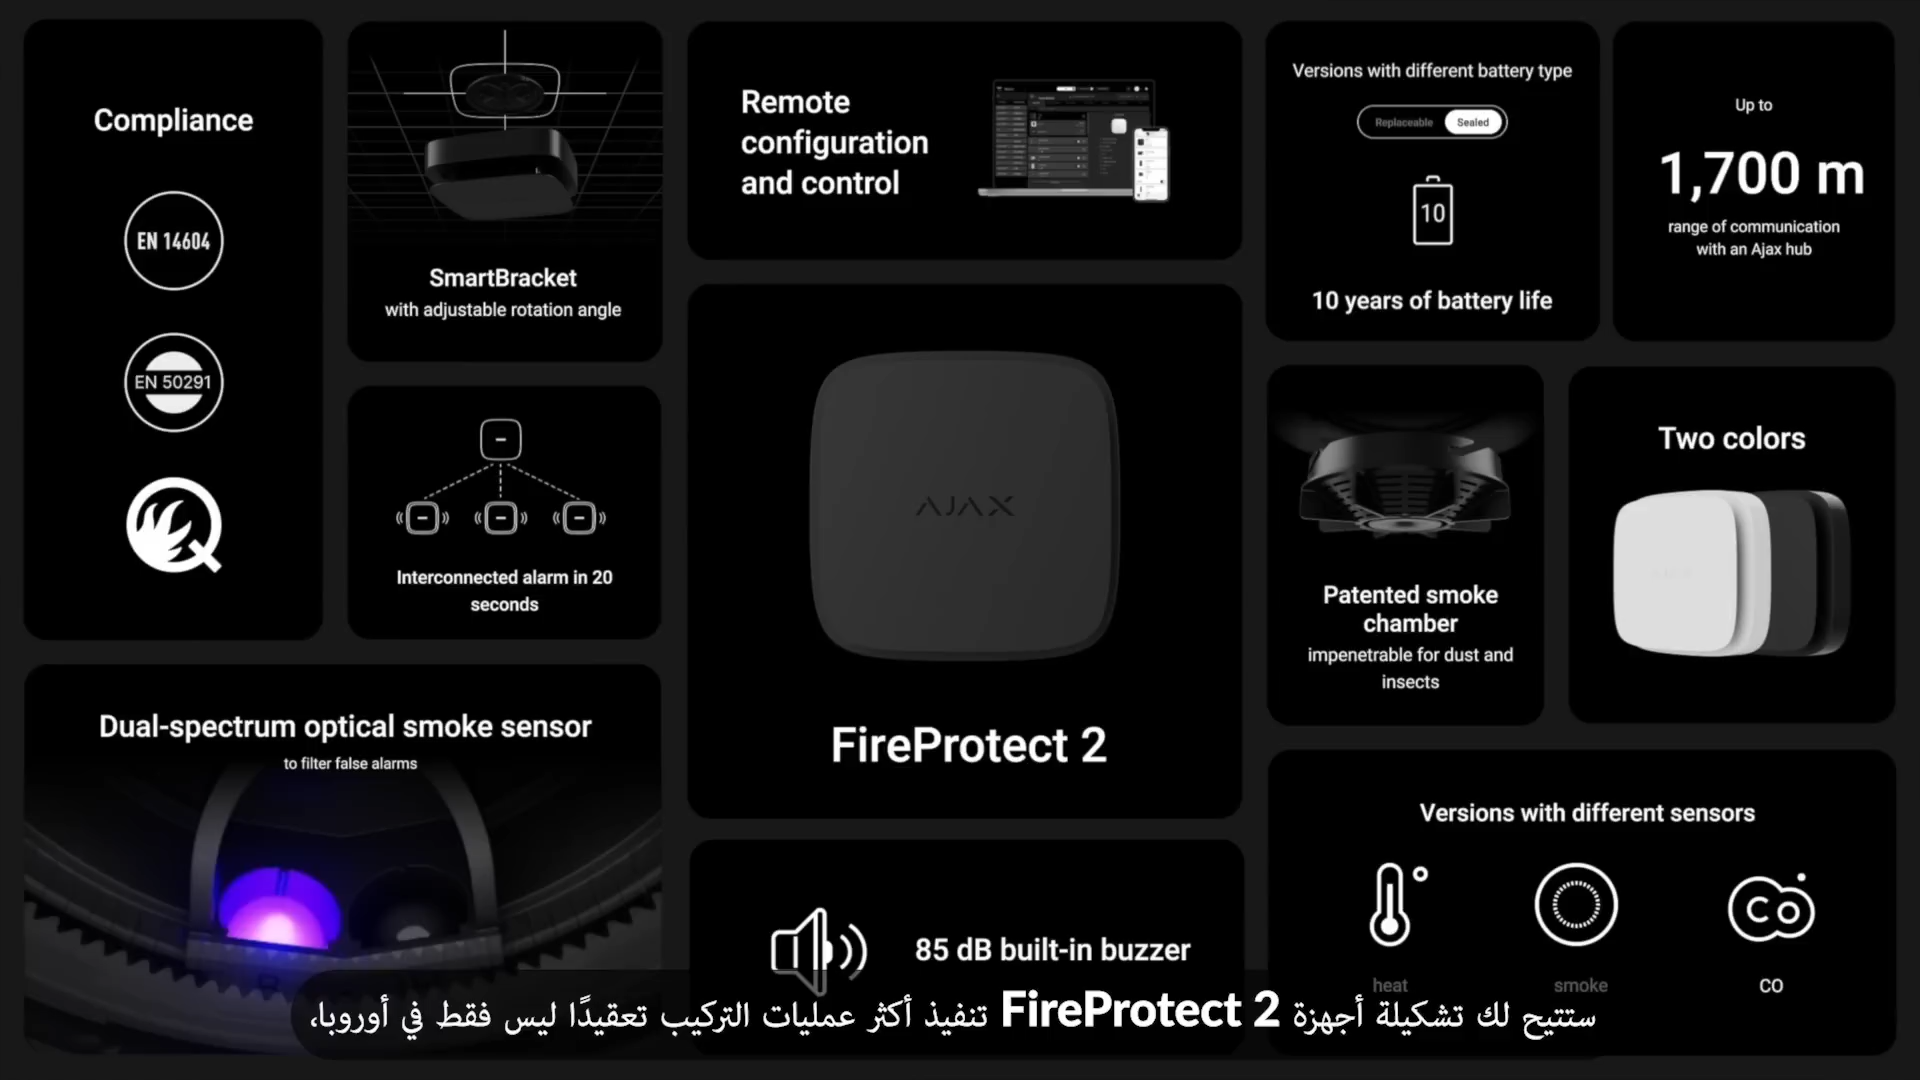 Compliance
EN 14604
EN 50291
SmartBracket
with adjustable rotation angle
Interconnected alarm in 20
seconds
Dual-spectrum optical smoke sensor
to filter false alarms
Remote
configuration
and control
AJAX
FireProtect 2
85 dB built-in buzzer
Versions with different battery type
Replaceable Sealed
10
10 years of battery life
Up to
1,700 m
range of communication
with an Ajax hub
Patented smoke
chamber
impenetrable for dust and
insects
Two colors
Versions with different sensors
CO
heat smoke CO
ستتيح لك تشكيلة أجهزة FireProtect 2 تنفيذ أكثر عمليات التركيب تعقيدًا ليس فقط في أوروبا،